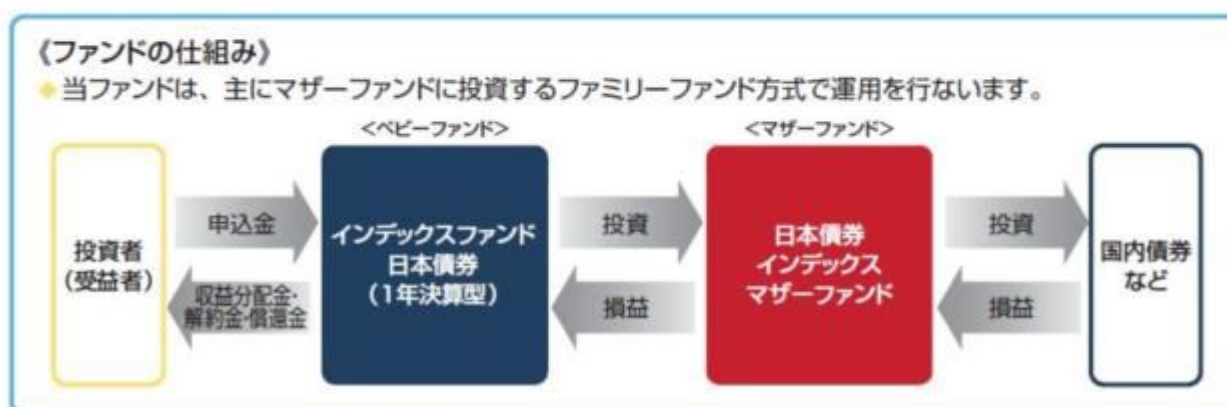 《ファンドの仕組み》
◆当ファンドは、主にマザーファンドに投資するファミリーファンド方式で運用を行ないます。
<ベビーファンド>
<マザーファンド>
投資者
(受益者)
申込金
収益分配金・
解約金・償還金
インデックスファンド
日本債券
(1年決算型)
投資
損益
日本債券
インデックス
マザーファンド
投資
損益
国内債券
など